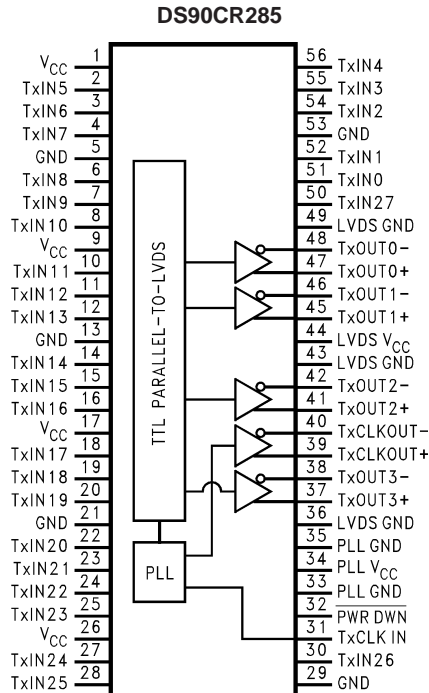 DS90CR285
VCC 1
TxIN5 2
TxIN6 3
TxIN7 4
GND 5
TxIN8 6
TxIN9 7
TxIN10 8
VCC 9
TxIN11 10
TxIN12 11
TxIN13 12
GND 13
TxIN14 14
TxIN15 15
TxIN16 16
VCC 17
TxIN17 18
TxIN18 19
TxIN19 20
GND 21
TxIN20 22
TxIN21 23
TxIN22 24
TxIN23 25
VCC 26
TxIN24 27
TxIN25 28
TTL PARALLEL-TO-LVDS
PLL
56 TxIN4
55 TxIN3
54 TxIN2
53 GND
52 TxIN1
51 TxIN0
50 TxIN27
49 LVDS GND
48 TxOUT0-
47 TxOUT0+
46 TxOUT1-
45 TxOUT1+
44 LVDS VCC
43 LVDS GND
42 TxOUT2-
41 TxOUT2+
40 TxCLKOUT-
39 TxCLKOUT+
38 TxOUT3-
37 TxOUT3+
36 LVDS GND
35 PLL GND
34 PLL VCC
33 PLL GND
32 PWR DWN
31 TxCLK IN
30 TxIN26
29 GND